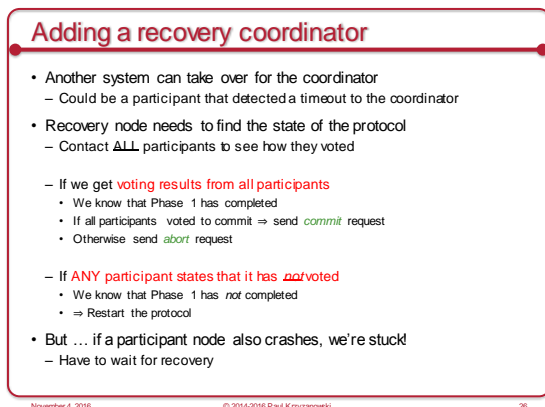 Adding a recovery coordinator
• Another system can take over for the coordinator
– Could be a participant that detected a timeout to the coordinator
• Recovery node needs to find the state of the protocol
– Contact ALL participants to see how they voted
– If we get voting results from all participants
• We know that Phase 1 has completed
• If all participants voted to commit ⇒ send commit request
• Otherwise send abort request
– If ANY participant states that it has not voted
• We know that Phase 1 has not completed
• ⇒ Restart the protocol
• But … if a participant node also crashes, we're stuck!
– Have to wait for recovery
November 4, 2016 © 2014-2016 Paul Krzyzanowski 26